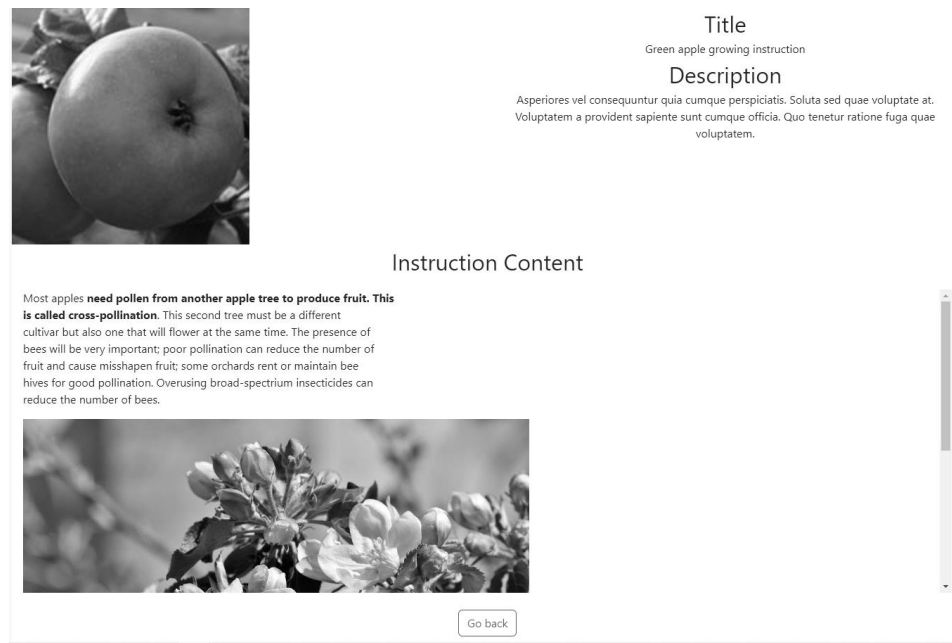 Title
Green apple growing instruction
Description
Asperiores vel consequuntur quia cumque perspiciatis. Soluta sed quae voluptate at.
Voluptatem a provident sapiente sunt cumque officia. Quo tenetur ratione fuga quae
voluptatem.
Instruction Content
Most apples need pollen from another apple tree to produce fruit. This
is called cross-pollination. This second tree must be a different
cultivar but also one that will flower at the same time. The presence of
bees will be very important; poor pollination can reduce the number of
fruit and cause misshapen fruit; some orchards rent or maintain bee
hives for good pollination. Overusing broad-spectrum insecticides can
reduce the number of bees.
Go back